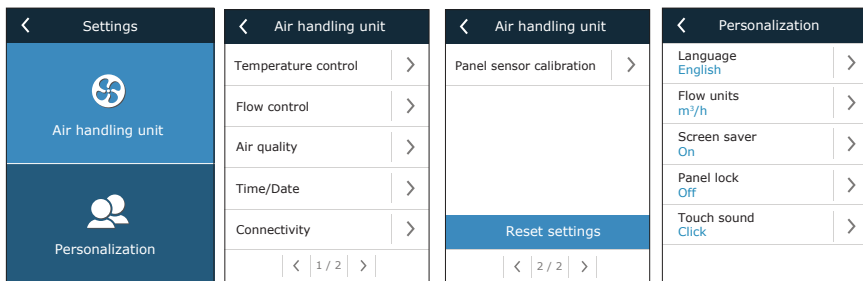 Settings
Air handling unit
Personalization
Air handling unit
Temperature control
Flow control
Air quality
Time/Date
Connectivity
1 / 2
Air handling unit
Panel sensor calibration
Reset settings
2 / 2
Personalization
Language
English
Flow units
m³/h
Screen saver
On
Panel lock
Off
Touch sound
Click